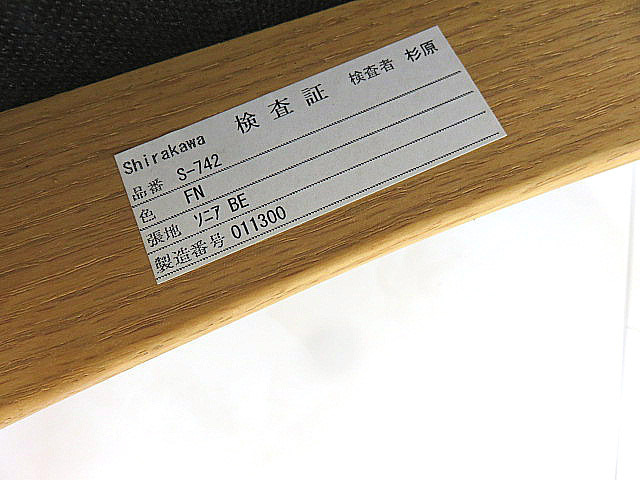 Shirakawa 検査証 検査者 杉原
品番 S-742
色 FN
張地 ソニア BE
製造番号 011300